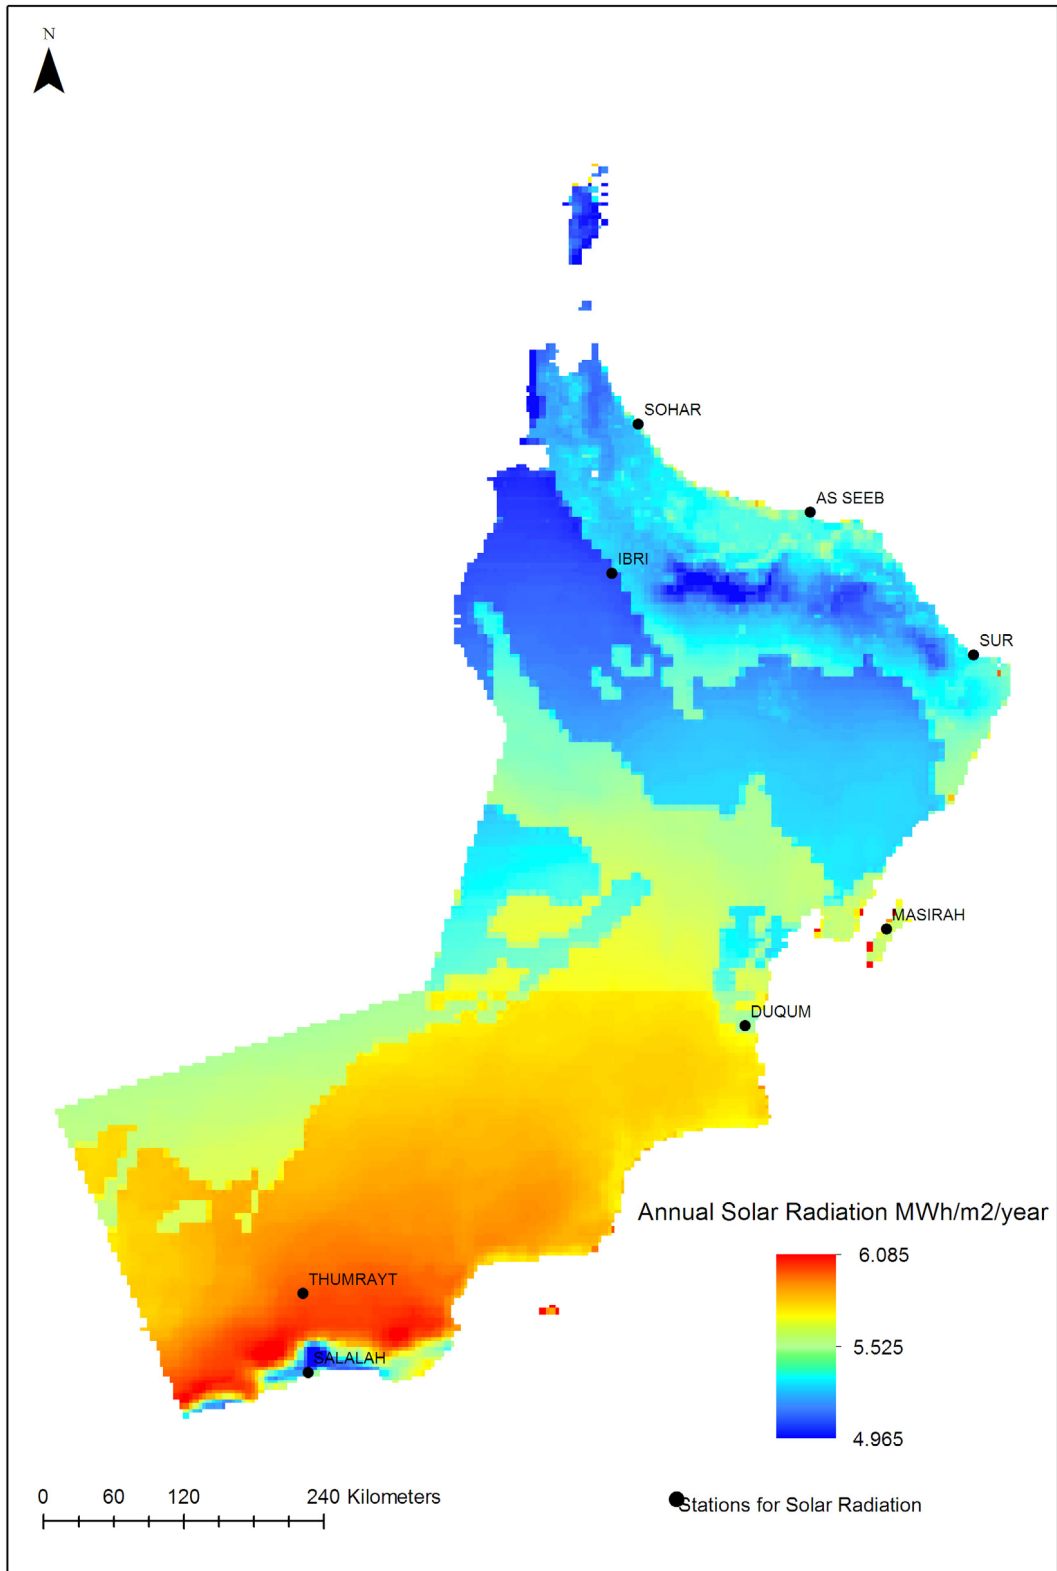 N
SOHAR
AS SEEB
IBRI
SUR
MASIRAH
DUQUM
Annual Solar Radiation MWh/m2/year
6.085
THUMRAYT
5.525
SALALAH
4.965
0 60 120 240 Kilometers
Stations for Solar Radiation